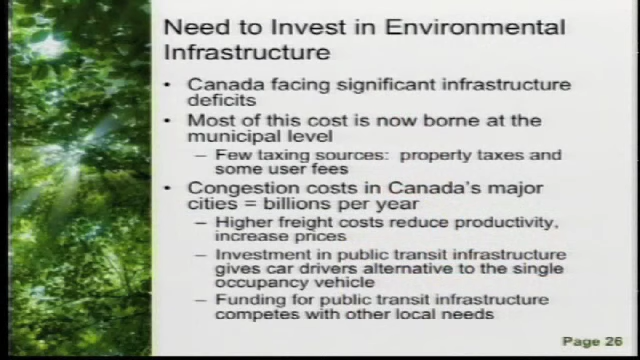 Need to Invest in Environmental
Infrastructure
• Canada facing significant infrastructure
deficits
• Most of this cost is now borne at the
municipal level
– Few taxing sources: property taxes and
some user fees
• Congestion costs in Canada's major
cities = billions per year
– Higher freight costs reduce productivity,
increase prices
– Investment in public transit infrastructure
gives car drivers alternative to the single
occupancy vehicle
– Funding for public transit infrastructure
competes with other local needs
Page 26